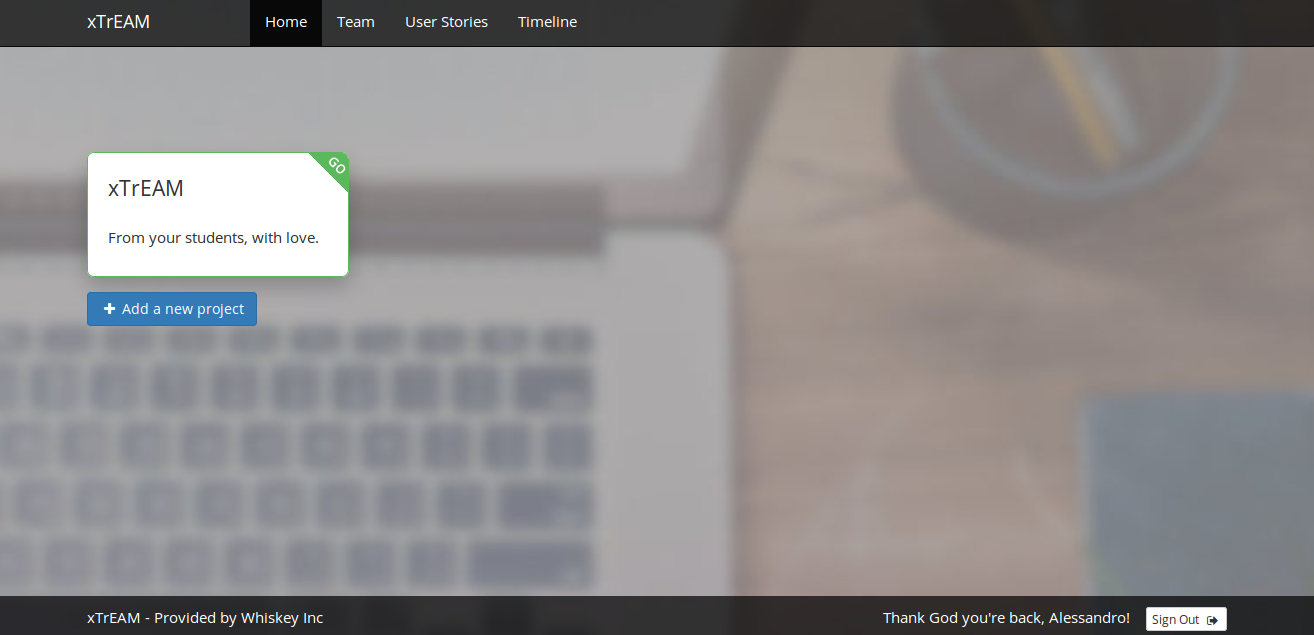 xTrEAM Home Team User Stories Timeline
GO
xTrEAM
From your students, with love.
Add a new project
xTrEAM - Provided by Whiskey Inc Thank God you're back, Alessandro! Sign Out